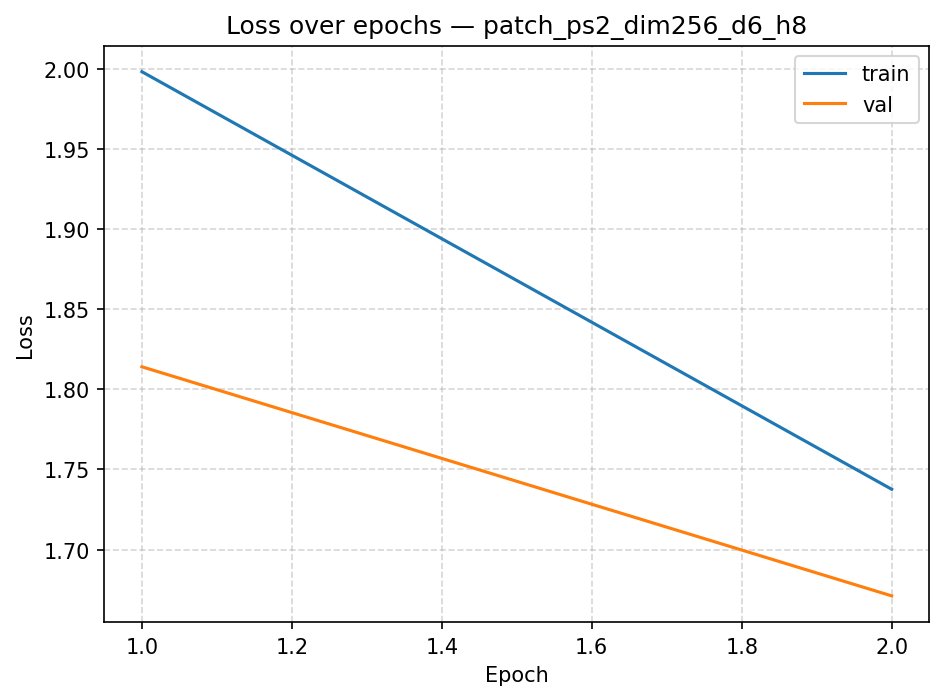 Loss over epochs — patch_ps2_dim256_d6_h8
train
val
2.00
1.95
1.90
1.85
1.80
1.75
1.70
Loss
1.0 1.2 1.4 1.6 1.8 2.0
Epoch